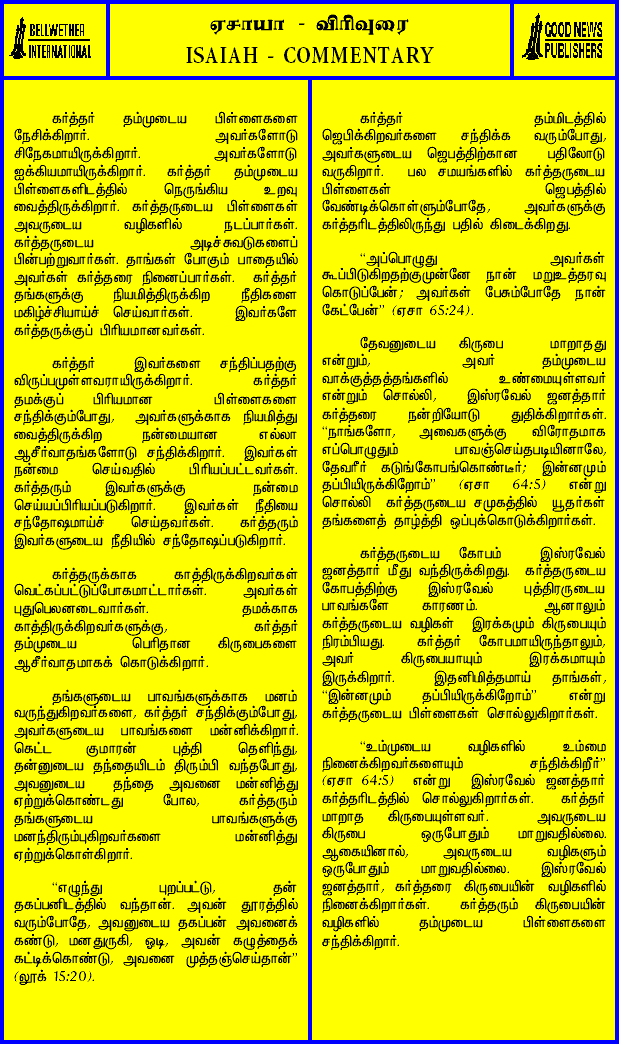 BELLWETHER
INTERNATIONAL
ஏசாயா - விரிவுரை
ISAIAH - COMMENTARY
GOOD NEWS
PUBLISHERS
கர்த்தர் தம்முடைய பிள்ளைகளை
நேசிக்கிறார். அவர்களோடு
சிநேகமாயிருக்கிறார். அவர்களோடு
ஐக்கியமாயிருக்கிறார். கர்த்தர் தம்முடைய
பிள்ளைகளிடத்தில் நெருங்கிய உறவு
வைத்திருக்கிறார். கர்த்தருடைய பிள்ளைகள்
அவருடைய வழிகளில் நடப்பார்கள்.
கர்த்தருடைய அடிச்சுவடுகளைப்
பின்பற்றுவார்கள். தாங்கள் போகும் பாதையில்
அவர்கள் கர்த்தரை நினைப்பார்கள். கர்த்தர்
தங்களுக்கு நியமித்திருக்கிற நீதிகளை
மகிழ்ச்சியாய்ச் செய்வார்கள். இவர்களே
கர்த்தருக்குப் பிரியமானவர்கள்.
கர்த்தர் இவர்களை சந்திப்பதற்கு
விருப்பமுள்ளவராயிருக்கிறார். கர்த்தர்
தமக்குப் பிரியமான பிள்ளைகளை
சந்திக்கும்போது, அவர்களுக்காக நியமித்து
வைத்திருக்கிற நன்மையான எல்லா
ஆசீர்வாதங்களோடு சந்திக்கிறார். இவர்கள்
நன்மை செய்வதில் பிரியப்பட்டவர்கள்.
கர்த்தரும் இவர்களுக்கு நன்மை
செய்யப்பிரியப்படுகிறார். இவர்கள் நீதியை
சந்தோஷமாய்ச் செய்தவர்கள். கர்த்தரும்
இவர்களுடைய நீதியில் சந்தோஷப்படுகிறார்.
கர்த்தருக்காக காத்திருக்கிறவர்கள்
வெட்கப்பட்டுப்போகமாட்டார்கள். அவர்கள்
புதுபெலனடைவார்கள். தமக்காக
காத்திருக்கிறவர்களுக்கு, கர்த்தர்
தம்முடைய பெரிதான கிருபைகளை
ஆசீர்வாதமாகக் கொடுக்கிறார்.
தங்களுடைய பாவங்களுக்காக மனம்
வருந்துகிறவர்களை, கர்த்தர் சந்திக்கும்போது,
அவர்களுடைய பாவங்களை மன்னிக்கிறார்.
கெட்ட குமாரன் புத்தி தெளிந்து,
தன்னுடைய தந்தையிடம் திரும்பி வந்தபோது,
அவனுடைய தந்தை அவனை மன்னித்து
ஏற்றுக்கொண்டது போல, கர்த்தரும்
தங்களுடைய பாவங்களுக்கு
மனந்திரும்புகிறவர்களை மன்னித்து
ஏற்றுக்கொள்கிறார்.
“எழுந்து புறப்பட்டு, தன்
தகப்பனிடத்தில் வந்தான். அவன் தூரத்தில்
வரும்போதே, அவனுடைய தகப்பன் அவனைக்
கண்டு, மனதுருகி, ஓடி, அவன் கழுத்தைக்
கட்டிக்கொண்டு, அவனை முத்தஞ்செய்தான்”
(லூக் 15:20).
கர்த்தர் தம்மிடத்தில்
ஜெபிக்கிறவர்களை சந்திக்க வரும்போது,
அவர்களுடைய ஜெபத்திற்கான பதிலோடு
வருகிறார். பல சமயங்களில் கர்த்தருடைய
பிள்ளைகள் ஜெபத்தில்
வேண்டிக்கொள்ளும்போதே, அவர்களுக்கு
கர்த்தரிடத்திலிருந்து பதில் கிடைக்கிறது.
“அப்பொழுது அவர்கள்
கூப்பிடுகிறதற்குமுன்னே நான் மறுஉத்தரவு
கொடுப்பேன்; அவர்கள் பேசும்போதே நான்
கேட்பேன்” (ஏசா 65:24).
தேவனுடைய கிருபை மாறாதது
என்றும், அவர் தம்முடைய
வாக்குத்தத்தங்களில் உண்மையுள்ளவர்
என்றும் சொல்லி, இஸ்ரவேல் ஜனத்தார்
கர்த்தரை நன்றியோடு துதிக்கிறார்கள்.
“நாங்களோ, அவைகளுக்கு விரோதமாக
எப்பொழுதும் பாவஞ்செய்தபடியினாலே,
தேவரீர் கடுங்கோபங்கொண்டீர்; இன்னமும்
தப்பியிருக்கிறோம்” (ஏசா 64:5) என்று
சொல்லி கர்த்தருடைய சமுகத்தில் யூதர்கள்
தங்களைத் தாழ்த்தி ஒப்புக்கொடுக்கிறார்கள்.
கர்த்தருடைய கோபம் இஸ்ரவேல்
ஜனத்தார் மீது வந்திருக்கிறது. கர்த்தருடைய
கோபத்திற்கு இஸ்ரவேல் புத்திரருடைய
பாவங்களே காரணம். ஆனாலும்
கர்த்தருடைய வழிகள் இரக்கமும் கிருபையும்
நிரம்பியது. கர்த்தர் கோபமாயிருந்தாலும்,
அவர் கிருபையாயும் இரக்கமாயும்
இருக்கிறார். இதனிமித்தமாய் தாங்கள்,
“இன்னமும் தப்பியிருக்கிறோம்” என்று
கர்த்தருடைய பிள்ளைகள் சொல்லுகிறார்கள்.
“உம்முடைய வழிகளில் உம்மை
நினைக்கிறவர்களையும் சந்திக்கிறீர்”
(ஏசா 64:5) என்று இஸ்ரவேல் ஜனத்தார்
கர்த்தரிடத்தில் சொல்லுகிறார்கள். கர்த்தர்
மாறாத கிருபையுள்ளவர். அவருடைய
கிருபை ஒருபோதும் மாறுவதில்லை.
ஆகையினால், அவருடைய வழிகளும்
ஒருபோதும் மாறுவதில்லை. இஸ்ரவேல்
ஜனத்தார், கர்த்தரை கிருபையின் வழிகளில்
நினைக்கிறார்கள். கர்த்தரும் கிருபையின்
வழிகளில் தம்முடைய பிள்ளைகளை
சந்திக்கிறார்.